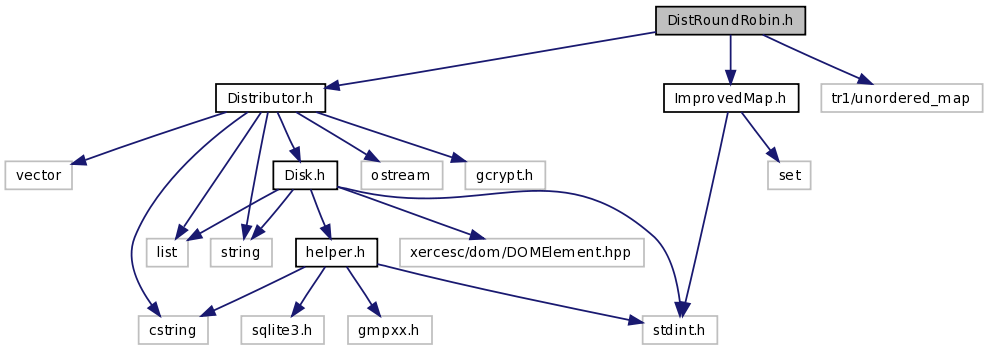 DistRoundRobin.h
Distributor.h
ImprovedMap.h
tr1/unordered_map
vector
Disk.h
ostream
gcrypt.h
set
list
string
helper.h
xercesc/dom/DOMElement.hpp
cstring
sqlite3.h
gmpxx.h
stdint.h